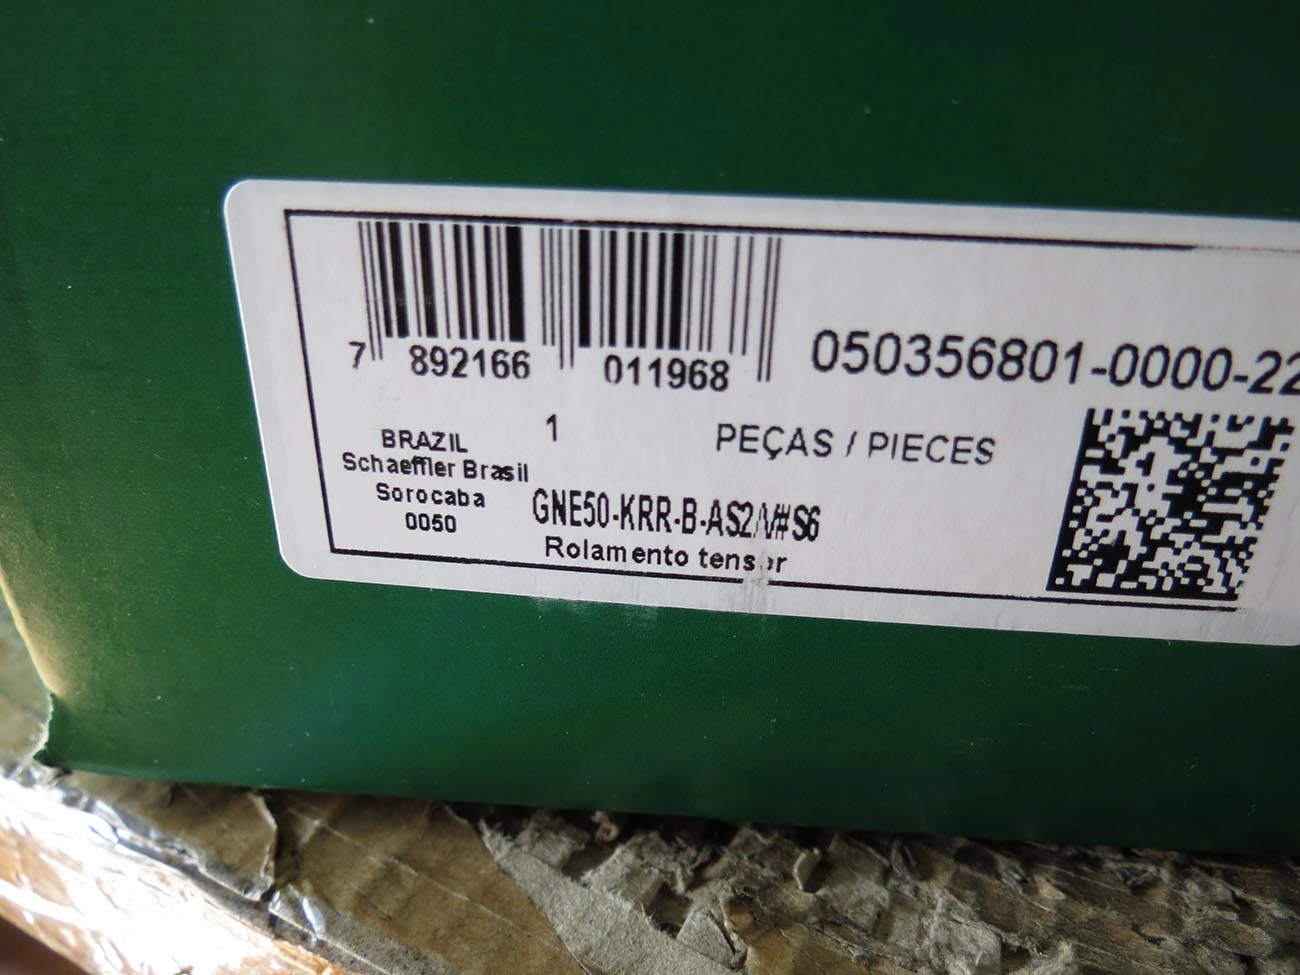 7 892166 011968
050356801-0000-22
1 PEÇAS / PIECES
BRAZIL
Schaeffler Brasil
Sorocaba
0050
GNE50-KRR-B-AS2/V#S6
Rolamento tensor